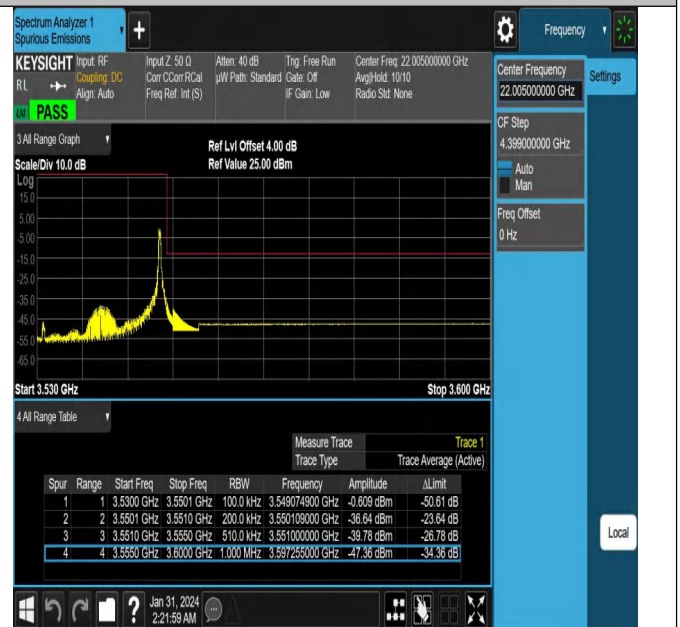 Spectrum Analyzer 1
Spurious Emissions
+
Frequency
KEYSIGHT Input: RF Input Z: 50 Ω Atten: 40 dB Trig: Free Run Center Freq: 22.005000000 GHz
RL Coupling: DC Corr CCorr RCal µW Path: Standard Gate: Off Avg|Hold: 10/10
Align: Auto Freq Ref: Int (S) IF Gain: Low Radio Std: None
PASS
Center Frequency
22.005000000 GHz
Settings
CF Step
4.399000000 GHz
Auto
Man
Freq Offset
0 Hz
3 All Range Graph
Ref Lvl Offset 4.00 dB
Scale/Div 10.0 dB Ref Value 25.00 dBm
Log
15.0
5.00
-5.00
-15.0
-25.0
-35.0
-45.0
-55.0
-65.0
Start 3.530 GHz Stop 3.600 GHz
4 All Range Table
Measure Trace Trace 1
Trace Type Trace Average (Active)
Spur Range Start Freq Stop Freq RBW Frequency Amplitude ΔLimit
1 1 3.5300 GHz 3.5501 GHz 100.0 kHz 3.549074900 GHz -0.609 dBm -50.61 dB
2 2 3.5501 GHz 3.5510 GHz 200.0 kHz 3.550109000 GHz -36.64 dBm -23.64 dB
3 3 3.5510 GHz 3.5550 GHz 510.0 kHz 3.551000000 GHz -39.78 dBm -26.78 dB
4 4 3.5550 GHz 3.6000 GHz 1.000 MHz 3.597255000 GHz -47.36 dBm -34.36 dB
Local
?
Jan 31, 2024
2:21:59 AM